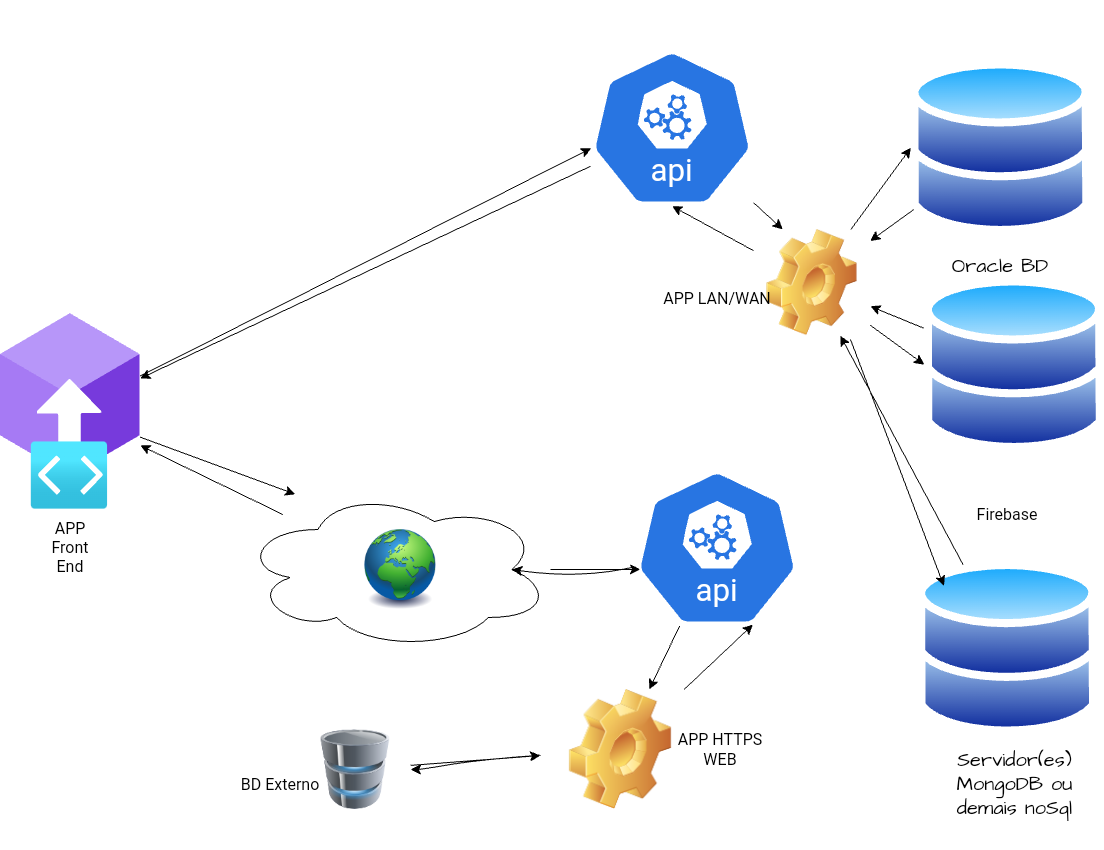 api
Oracle BD
APP LAN/WAN
APP
Front
End
Firebase
api
APP HTTPS
WEB
BD Externo
Servidor(es)
MongoDB ou
demais noSql